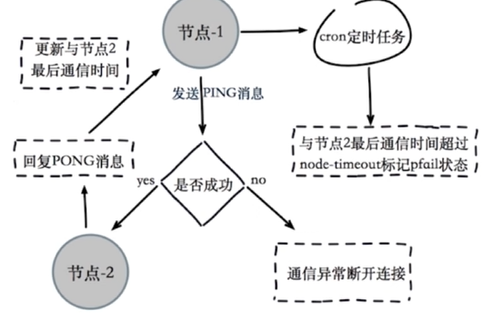 节点-1
cron定时任务
更新与节点2
最后通信时间
发送PING消息
与节点2最后通信时间超过
node-timeout标记pfail状态
回复PONG消息
yes
是否成功
no
节点-2
通信异常断开连接